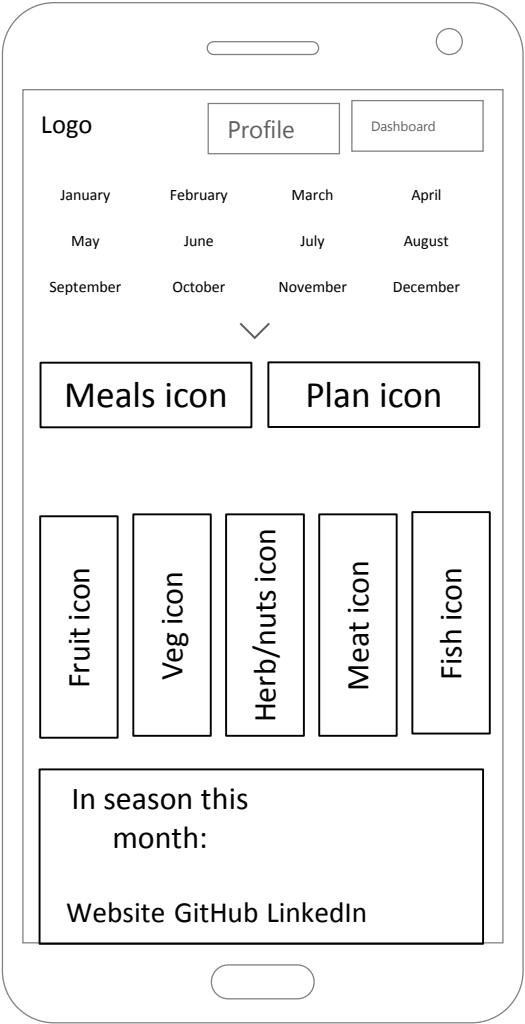 Logo
Profile
Dashboard
January February March April
May June July August
September October November December
Meals icon
Plan icon
Fruit icon
Veg icon
Herb/nuts icon
Meat icon
Fish icon
In season this
month:
Website GitHub LinkedIn